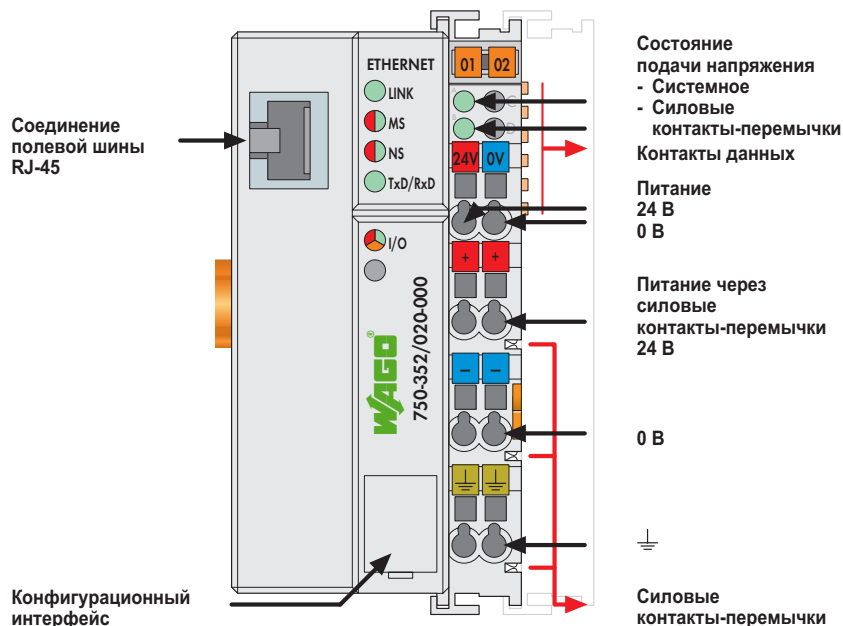 Соединение
полевой шины
RJ-45
Конфигурационный
интерфейс
ETHERNET
LINK
MS
NS
TxD/RxD
I/O
WAGO
®
750-352/020-000
01 02
A C
B D
24V 0V
+ +
– –
Состояние
подачи напряжения
- Системное
- Силовые
контакты-перемычки
Контакты данных
Питание
24 В
0 В
Питание через
силовые
контакты-перемычки
24 В
0 В
Силовые
контакты-перемычки